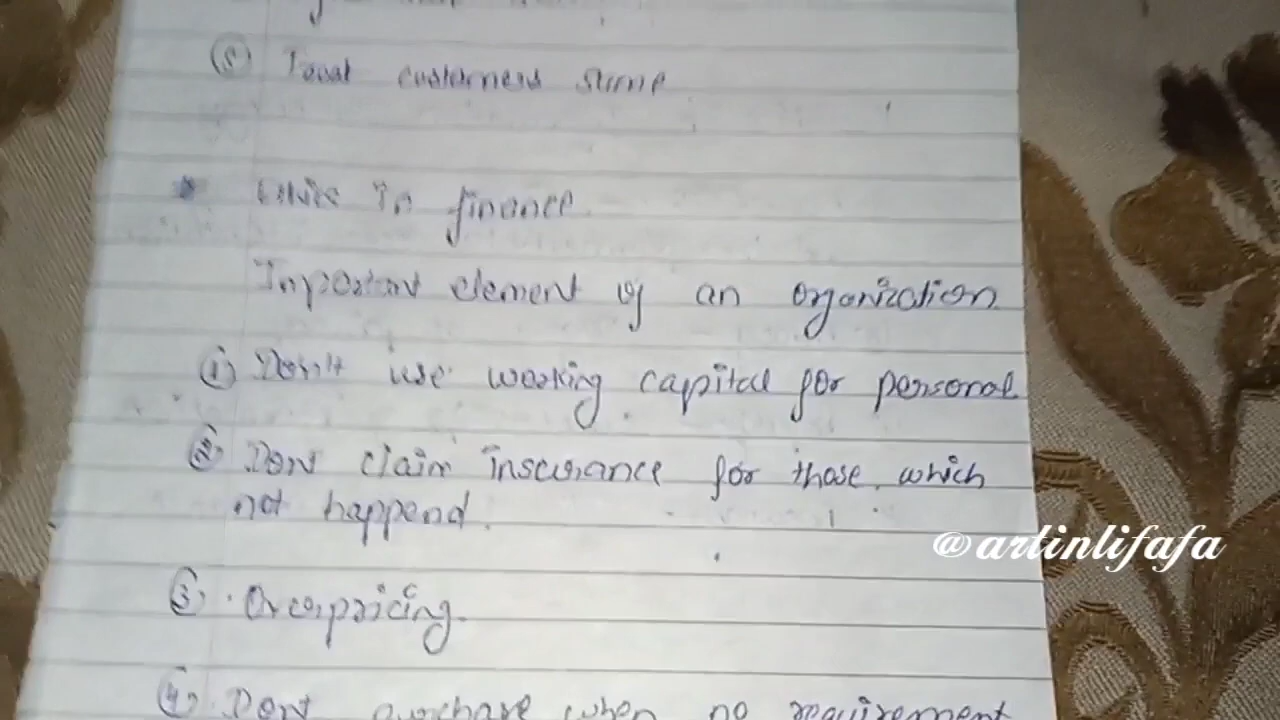 (5) Treat customers same
* Ethics in finance
Important element of an organization
(1) Don't use working capital for personal
(2) Dont claim insurance for those which
not happend.
(3) Overpricing.
(4) Dont purchase when no requirement
@artinlifafa